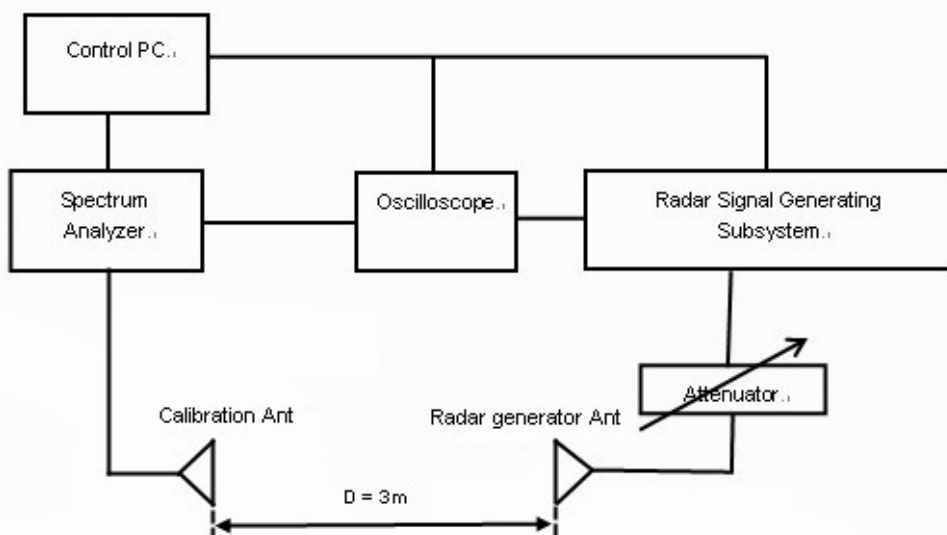 Control PC.
Spectrum
Analyzer.
Oscilloscope.
Radar Signal Generating
Subsystem.
Attenuator.
Calibration Ant
Radar generator Ant
D = 3m